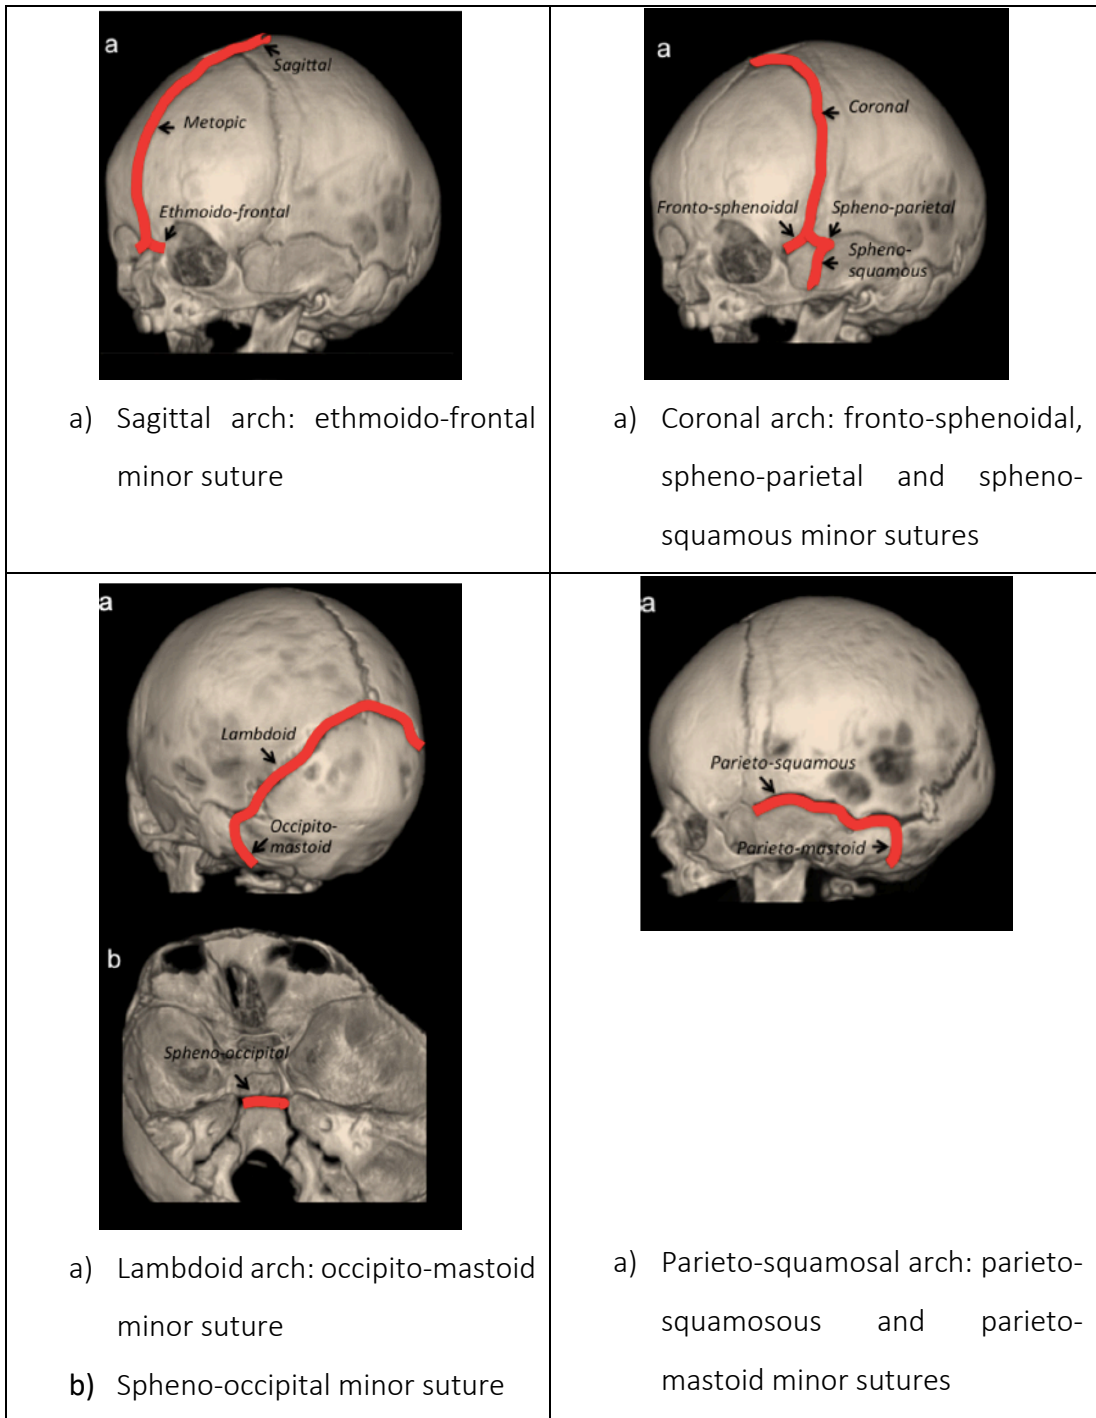 a
Sagittal
Metopic
Ethmoido-frontal
a) Sagittal arch: ethmoido-frontal
minor suture
a
Coronal
Fronto-sphenoidal
Spheno-parietal
Spheno-
squamous
a) Coronal arch: fronto-sphenoidal,
spheno-parietal and spheno-
squamous minor sutures
a
Lambdoid
Occipito-
mastoid
b
Spheno-occipital
a) Lambdoid arch: occipito-mastoid
minor suture
b) Spheno-occipital minor suture
a
Parieto-squamous
Parieto-mastoid
a) Parieto-squamosal arch: parieto-
squamosous and parieto-
mastoid minor sutures